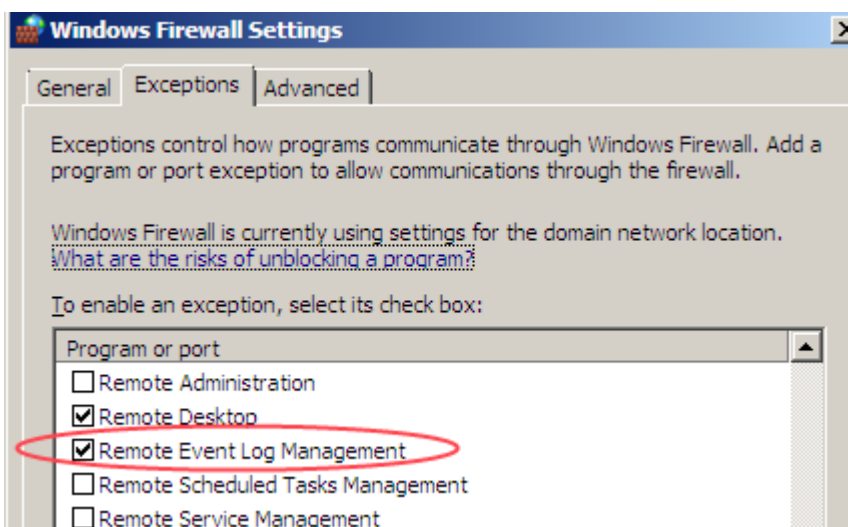 Windows Firewall Settings
General Exceptions Advanced
Exceptions control how programs communicate through Windows Firewall. Add a
program or port exception to allow communications through the firewall.
Windows Firewall is currently using settings for the domain network location.
What are the risks of unblocking a program?
To enable an exception, select its check box:
Program or port
Remote Administration
Remote Desktop
Remote Event Log Management
Remote Scheduled Tasks Management
Remote Service Management